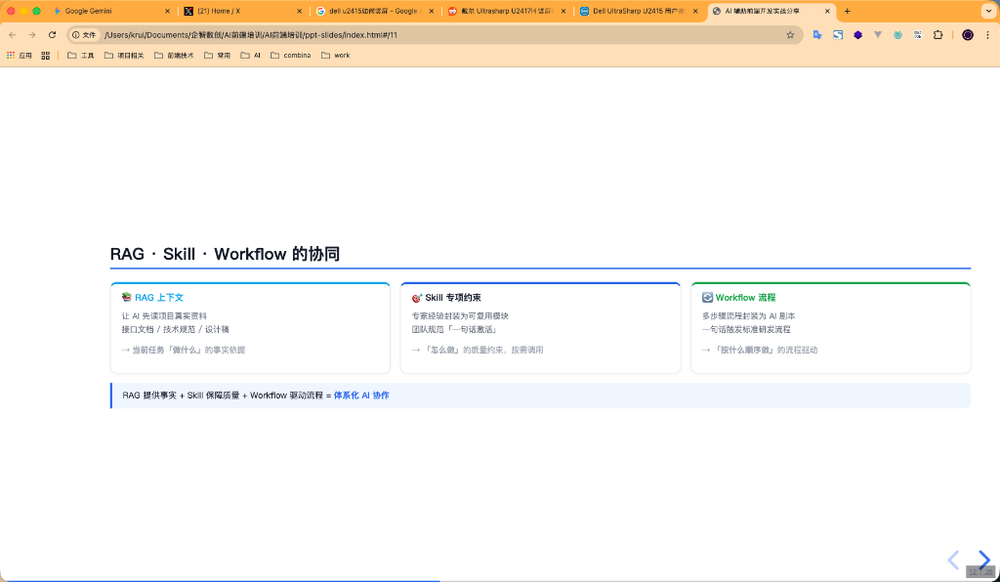 Google Gemini
(21) Home / X
dell u2415如何竖屏 - Google
戴尔 Ultrasharp U2417H 竖屏
Dell UltraSharp U2415 用户
AI 辅助前端开发实战分享
文件
/Users/krui/Documents/企智数创/AI前端培训/AI前端培训/ppt-slides/index.html#/11
应用
工具
项目相关
前端技术
常用
AI
combina
work
RAG · Skill · Workflow 的协同
RAG 上下文
让 AI 先读项目真实资料
接口文档 / 技术规范 / 设计稿
→ 当前任务「做什么」的事实依据
Skill 专项约束
专家经验封装为可复用模块
团队规范「一句话激活」
→ 「怎么做」的质量约束，按需调用
Workflow 流程
多步骤流程封装为 AI 剧本
一句话触发标准研发流程
→ 「按什么顺序做」的流程驱动
RAG 提供事实 + Skill 保障质量 + Workflow 驱动流程 = 体系化 AI 协作